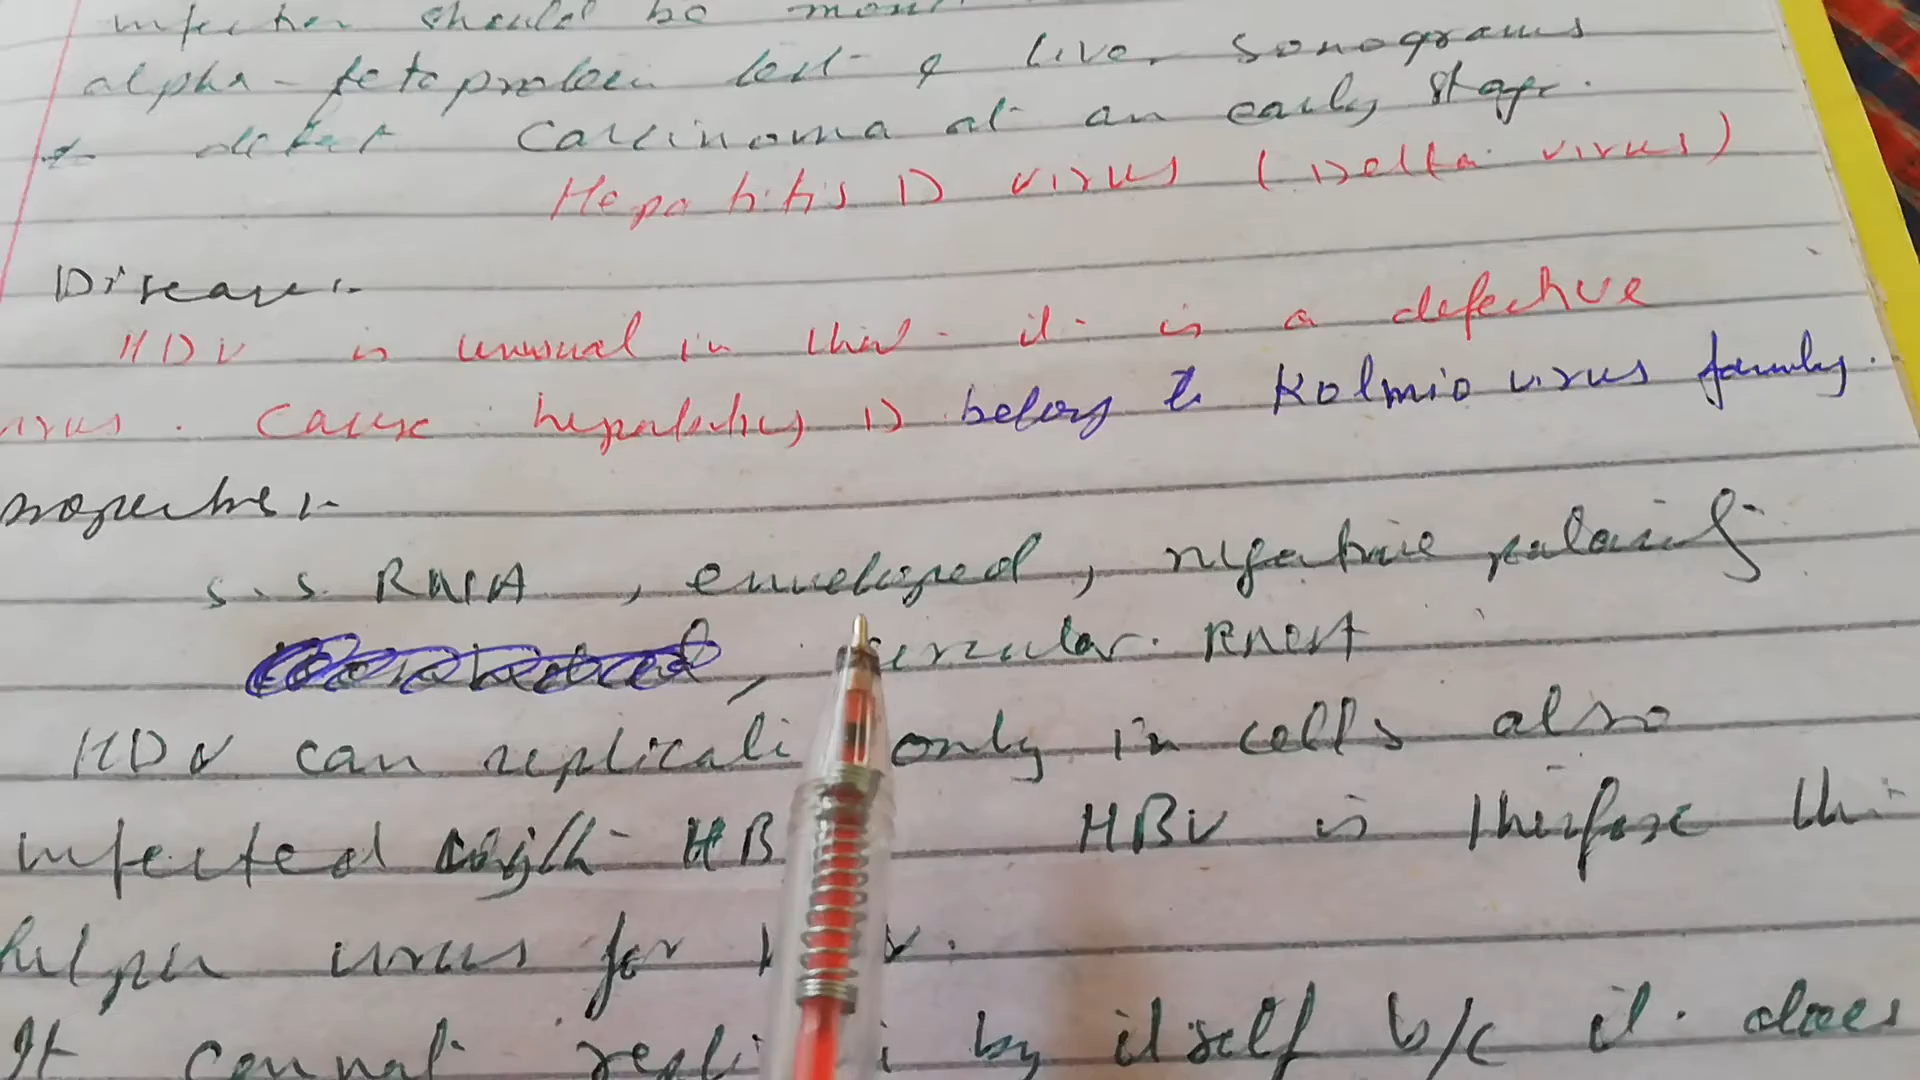 infection should be
alpha-fetoprotein test & liver sonograms
to detect carcinoma at an early stage.
Hepatitis D virus (Delta virus)
Disease:-
HDV is unusual in that it is a defective
virus. Cause hepatitis D belong to Kolmio virus family.
properties:-
s.s RNA, enveloped, negative polarity
, circular RNA
HDV can replicate only in cells also
infected with HB HBV is therefore the
helper virus for
It cannot by itself b/c it does